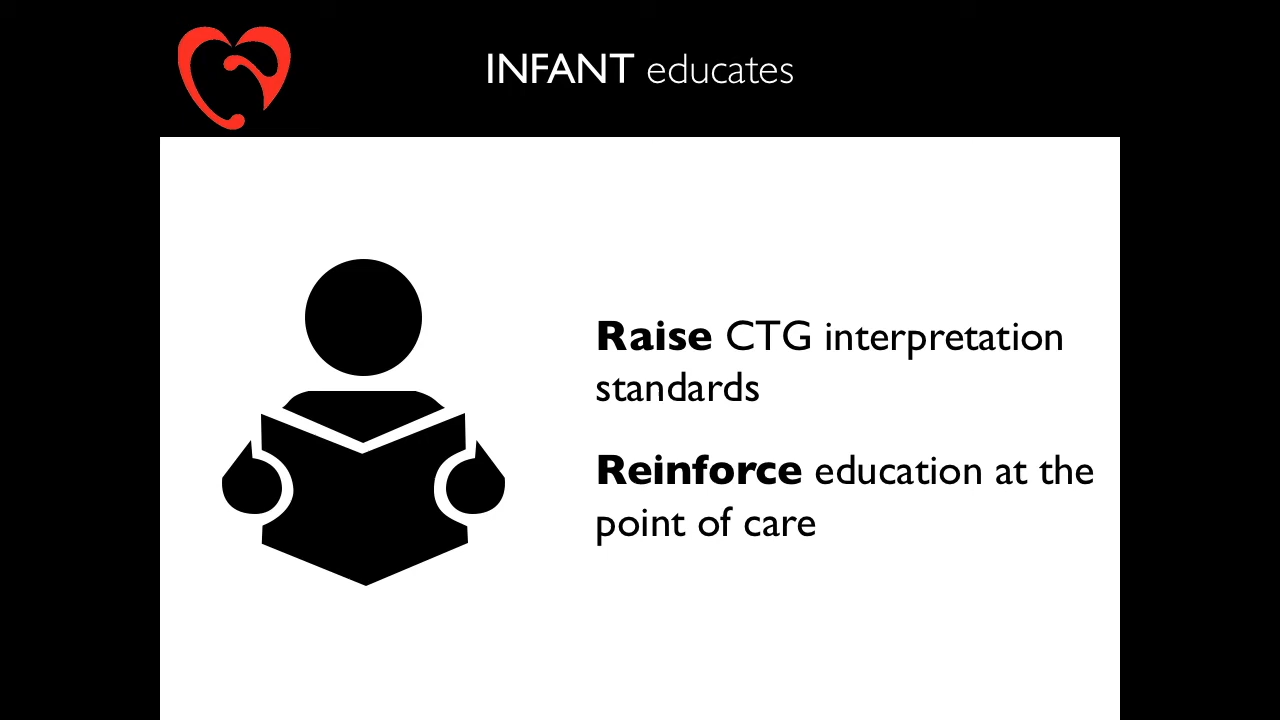 INFANT educates
Raise CTG interpretation
standards
Reinforce education at the
point of care